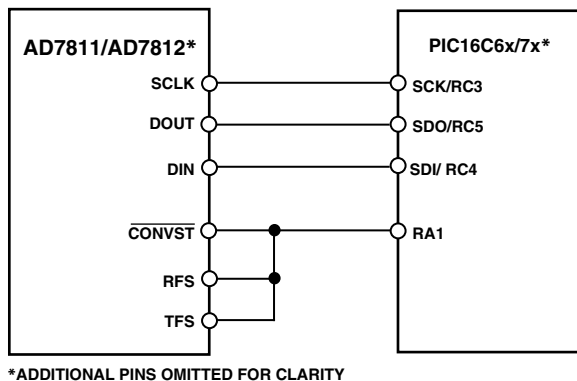 AD7811/AD7812*
PIC16C6x/7x*
SCLK
SCK/RC3
DOUT
SDO/RC5
DIN
SDI/ RC4
CONVST
RA1
RFS
TFS
*ADDITIONAL PINS OMITTED FOR CLARITY